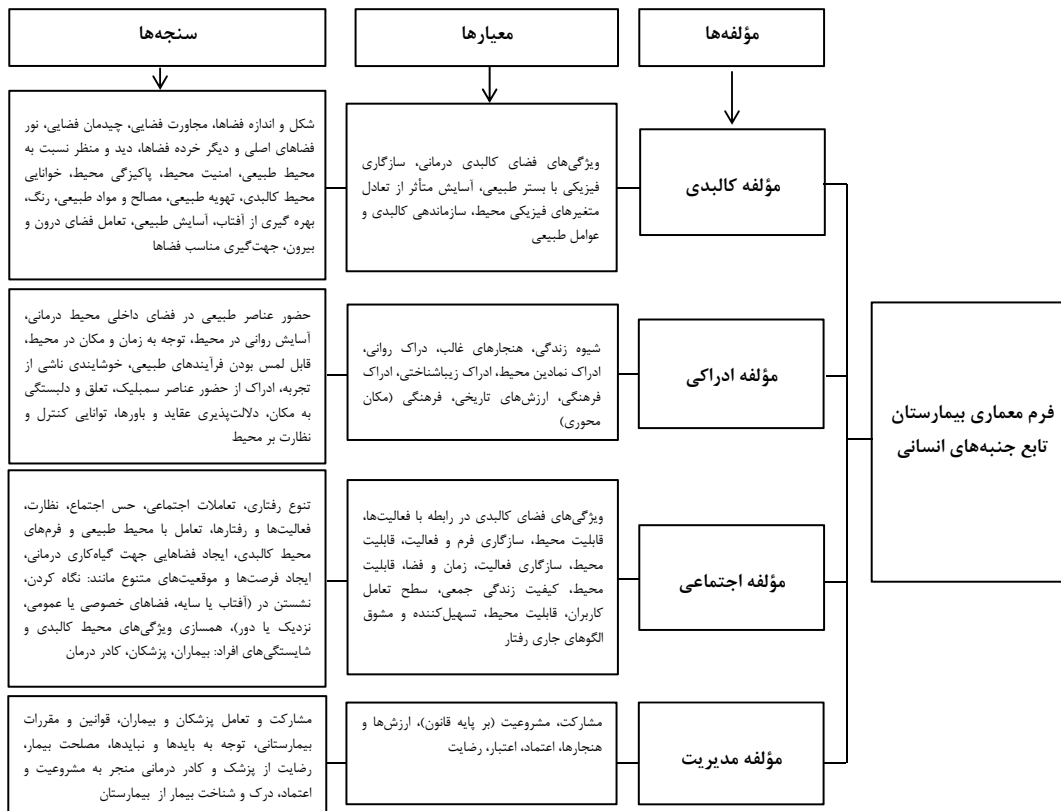 مؤلفه‌ها
معیارها
سنجه‌ها
فرم معماری بیمارستان
تابع جنبه‌های انسانی
مؤلفه کالبدی
ویژگی‌های فضای کالبدی درمانی، سازگاری
فیزیکی با بستر طبیعی، آسایش متأثر از تعادل
متغیرهای فیزیکی محیط، سازماندهی کالبدی و
عوامل طبیعی
شکل و اندازه فضاها، مجاورت فضایی، چیدمان فضایی، نور
فضاهای اصلی و دیگر خرده فضاها، دید و منظر نسبت به
محیط طبیعی، امنیت محیط، پاکیزگی محیط، خوانایی
محیط کالبدی، تهویه طبیعی، مصالح و مواد طبیعی، رنگ،
بهره گیری از آفتاب، آسایش طبیعی، تعامل فضای درون و
بیرون، جهت‌گیری مناسب فضاها
مؤلفه ادراکی
شیوه زندگی، هنجارهای غالب، دراک روانی،
ادراک نمادین محیط، ادراک زیباشناختی، ادراک
فرهنگی، ارزش‌های تاریخی، فرهنگی (مکان
محوری)
حضور عناصر طبیعی در فضای داخلی محیط درمانی،
آسایش روانی در محیط، توجه به زمان و مکان در محیط،
قابل لمس بودن فرآیندهای طبیعی، خوشایندی ناشی از
تجربه، ادراک از حضور عناصر سمبلیک، تعلق و دلبستگی
به مکان، دلالت‌پذیری عقاید و باورها، توانایی کنترل و
نظارت بر محیط
مؤلفه اجتماعی
ویژگی‌های فضای کالبدی در رابطه با فعالیت‌ها،
قابلیت محیط، سازگاری فرم و فعالیت، قابلیت
محیط، سازگاری فعالیت، زمان و فضا، قابلیت
محیط، کیفیت زندگی جمعی، سطح تعامل
کاربران، قابلیت محیط، تسهیل‌کننده و مشوق
الگوهای جاری رفتار
تنوع رفتاری، تعاملات اجتماعی، حس اجتماع، نظارت،
فعالیت‌ها و رفتارها، تعامل با محیط طبیعی و فرم‌های
محیط کالبدی، ایجاد فضاهایی جهت گیاه‌کاری درمانی،
ایجاد فرصت‌ها و موقعیت‌های متنوع مانند: نگاه کردن،
نشستن در (آفتاب یا سایه، فضاهای خصوصی یا عمومی،
نزدیک یا دور)، همسازی ویژگی‌های محیط کالبدی و
شایستگی‌های افراد: بیماران، پزشکان، کادر درمان
مؤلفه مدیریت
مشارکت، مشروعیت (بر پایه قانون)، ارزش‌ها و
هنجارها، اعتماد، اعتبار، رضایت
مشارکت و تعامل پزشکان و بیماران، قوانین و مقررات
بیمارستانی، توجه به بایدها و نبایدها، مصلحت بیمار،
رضایت از پزشک و کادر درمانی منجر به مشروعیت و
اعتماد، درک و شناخت بیمار از بیمارستان